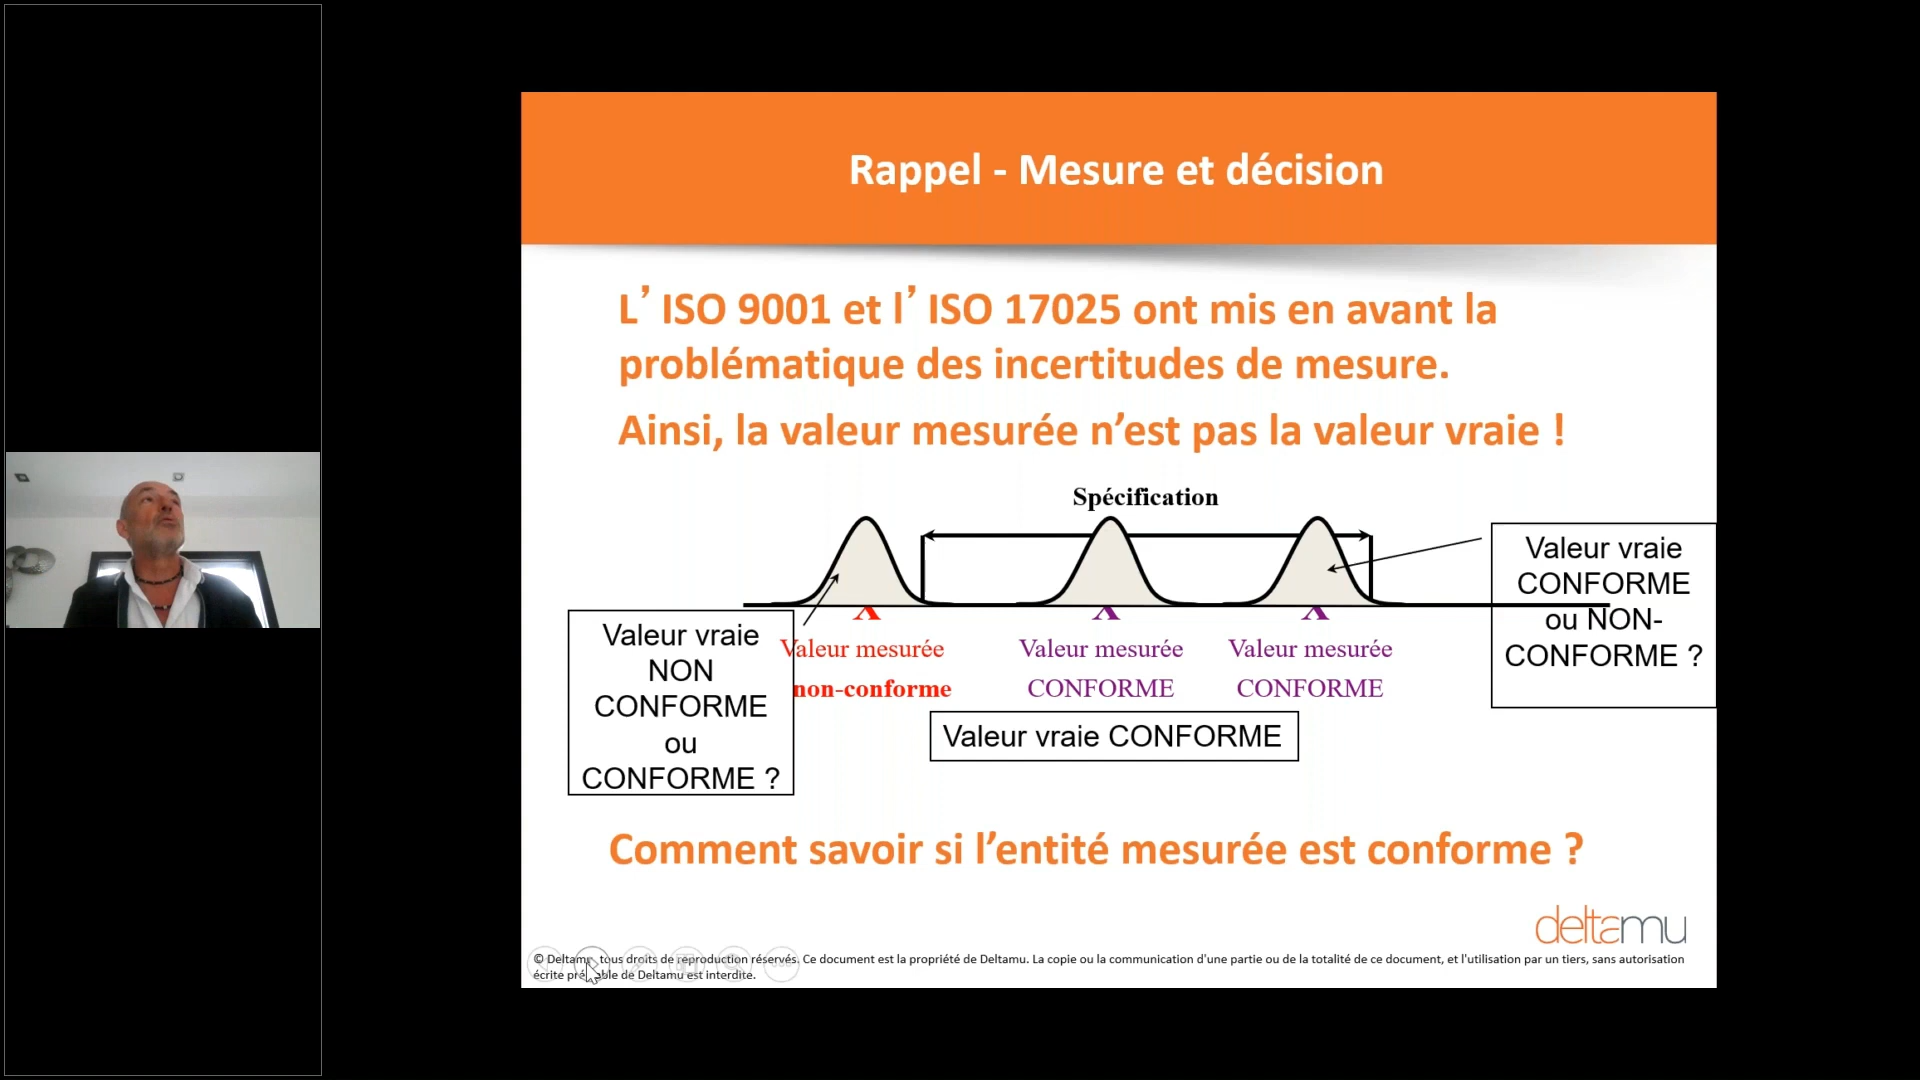 Rappel - Mesure et décision
L’ ISO 9001 et l’ ISO 17025 ont mis en avant la
problématique des incertitudes de mesure.
Ainsi, la valeur mesurée n’est pas la valeur vraie !
Spécification
Valeur vraie
CONFORME
ou NON-
CONFORME ?
Valeur vraie
NON
CONFORME
ou
CONFORME ?
X
Valeur mesurée
non-conforme
X
Valeur mesurée
CONFORME
X
Valeur mesurée
CONFORME
Valeur vraie CONFORME
Comment savoir si l’entité mesurée est conforme ?
deltamu
© Deltamu, tous droits de reproduction réservés. Ce document est la propriété de Deltamu. La copie ou la communication d'une partie ou de la totalité de ce document, et l'utilisation par un tiers, sans autorisation
écrite préalable de Deltamu est interdite.